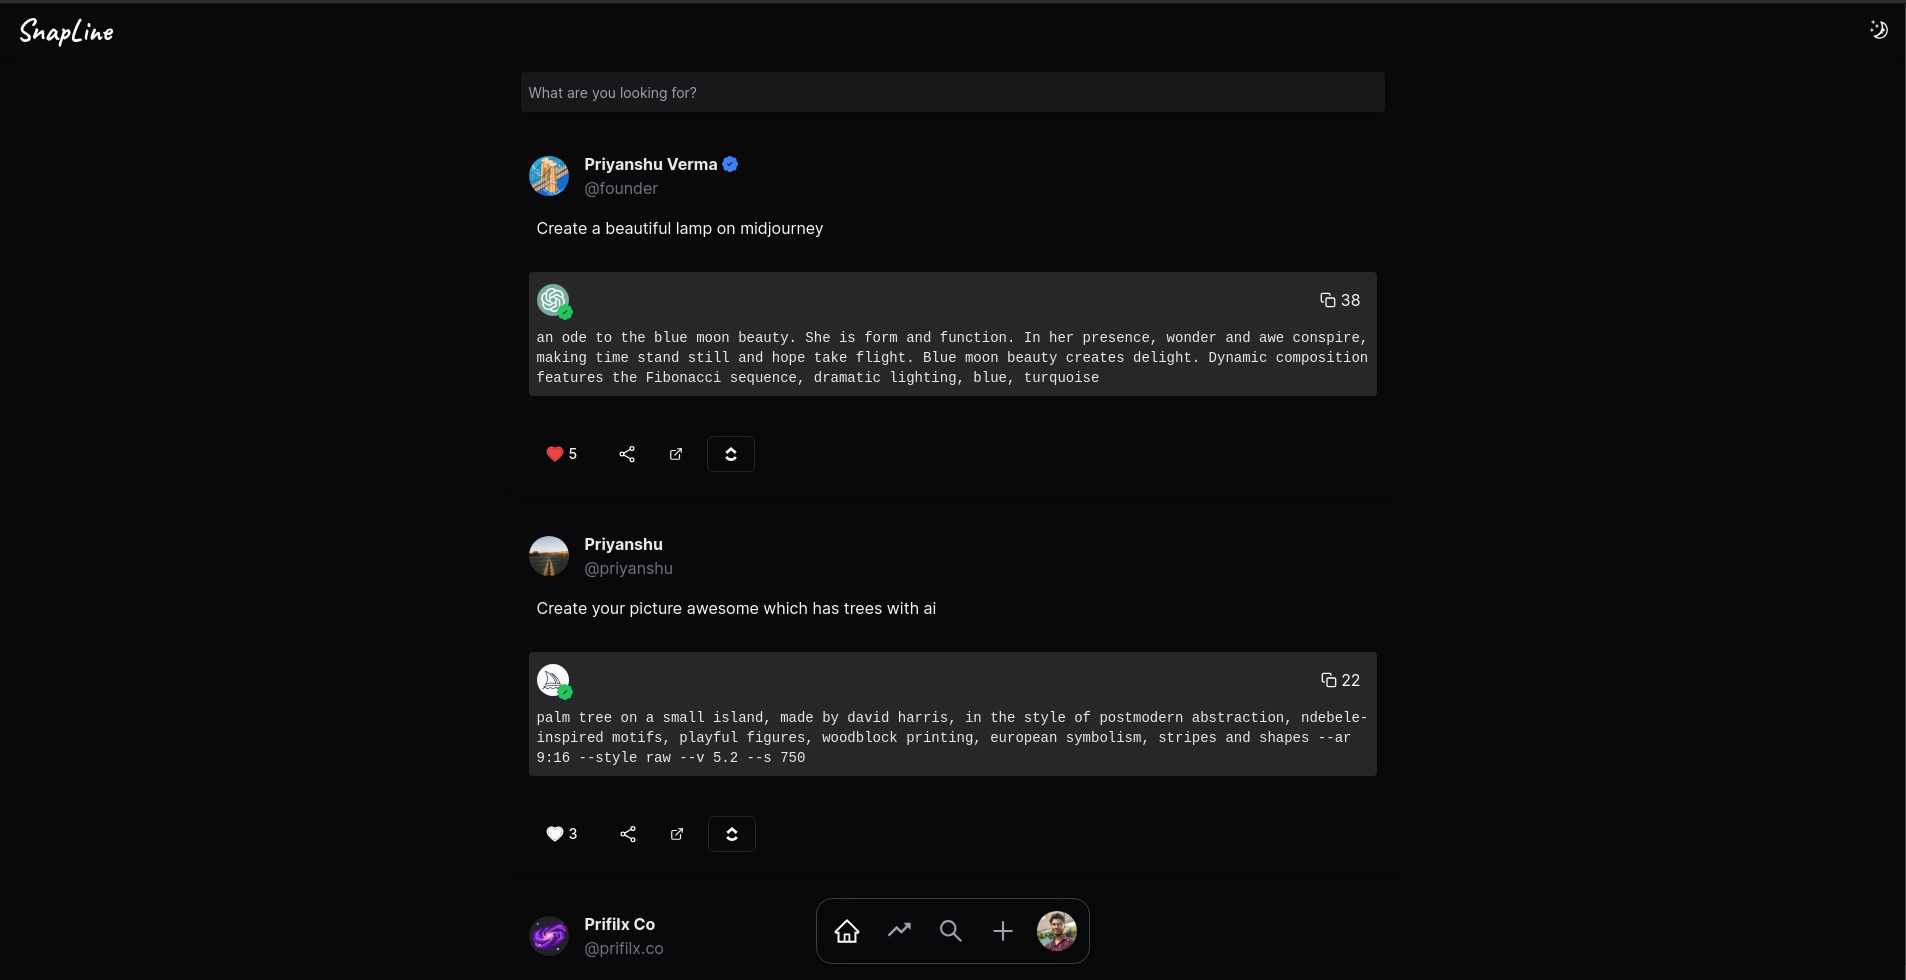 SnapLine
What are you looking for?
Priyanshu Verma
@founder
Create a beautiful lamp on midjourney
38
an ode to the blue moon beauty. She is form and function. In her presence, wonder and awe conspire,
making time stand still and hope take flight. Blue moon beauty creates delight. Dynamic composition
features the Fibonacci sequence, dramatic lighting, blue, turquoise
5
Priyanshu
@priyanshu
Create your picture awesome which has trees with ai
22
palm tree on a small island, made by david harris, in the style of postmodern abstraction, ndebele-
inspired motifs, playful figures, woodblock printing, european symbolism, stripes and shapes --ar
9:16 --style raw --v 5.2 --s 750
3
Prifilx Co
@prifilx.co